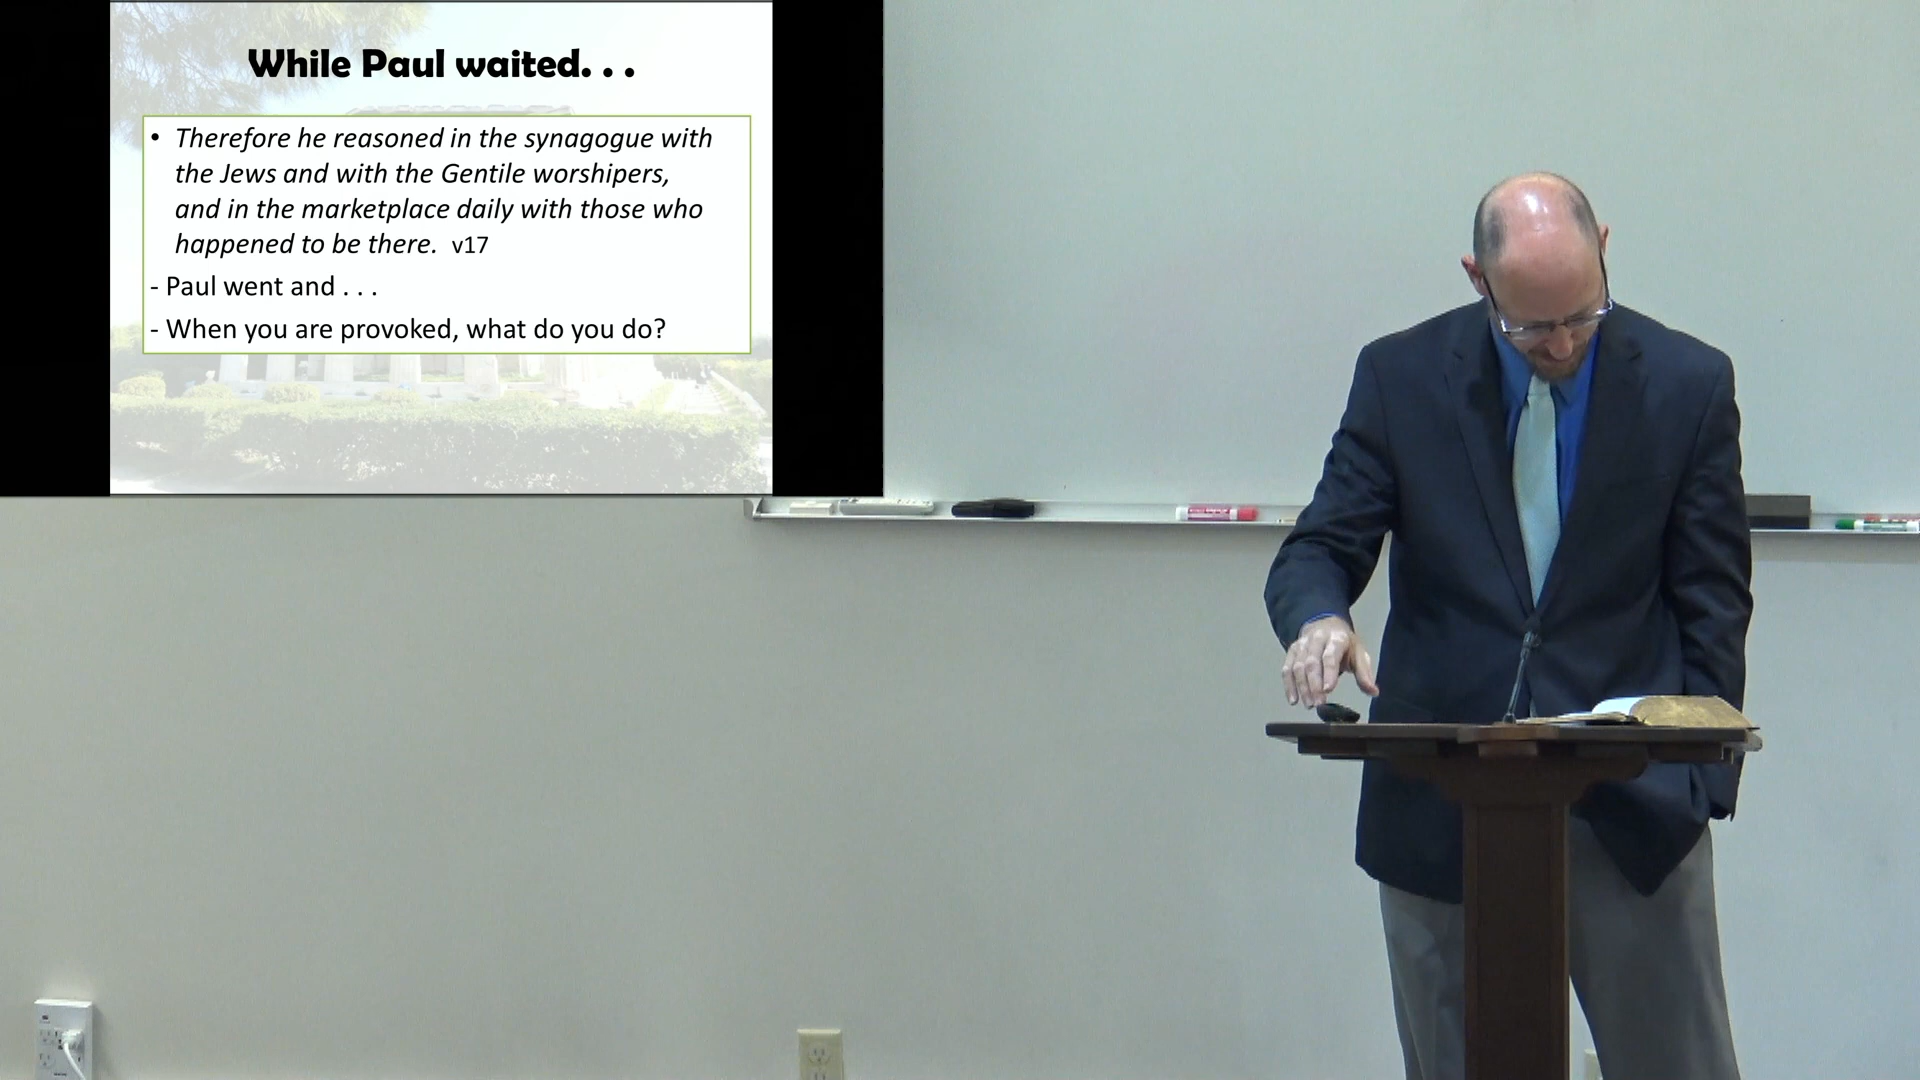 While Paul waited. . .
• Therefore he reasoned in the synagogue with
the Jews and with the Gentile worshipers,
and in the marketplace daily with those who
happened to be there. v17
- Paul went and . . .
- When you are provoked, what do you do?